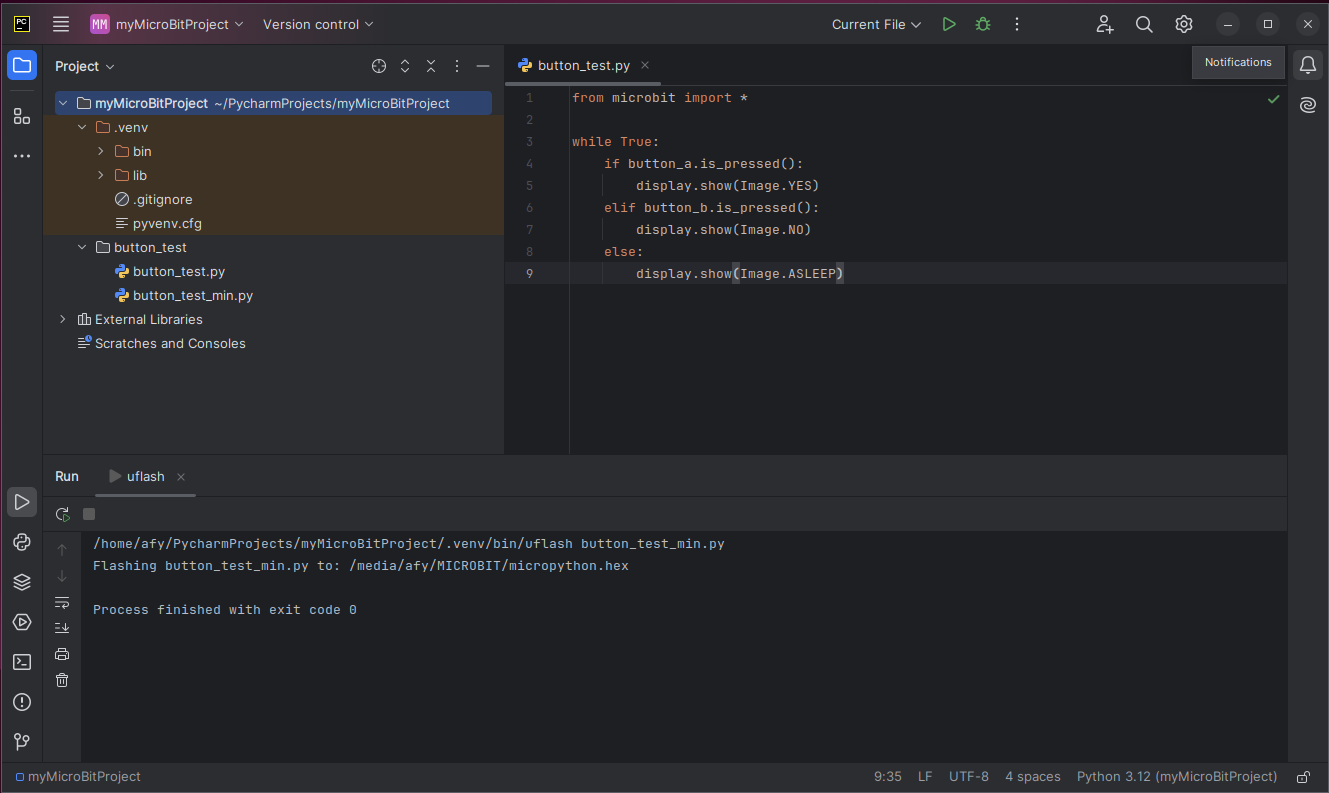 PC MM myMicroBitProject Version control Current File
Project
button_test.py
Notifications
myMicroBitProject ~/PycharmProjects/myMicroBitProject
.venv
bin
lib
.gitignore
pyvenv.cfg
button_test
button_test.py
button_test_min.py
External Libraries
Scratches and Consoles
1 from microbit import *
2
3 while True:
4 if button_a.is_pressed():
5 display.show(Image.YES)
6 elif button_b.is_pressed():
7 display.show(Image.NO)
8 else:
9 display.show(Image.ASLEEP)
Run uflash
/home/afy/PycharmProjects/myMicroBitProject/.venv/bin/uflash button_test_min.py
Flashing button_test_min.py to: /media/afy/MICROBIT/micropython.hex
Process finished with exit code 0
myMicroBitProject 9:35 LF UTF-8 4 spaces Python 3.12 (myMicroBitProject)